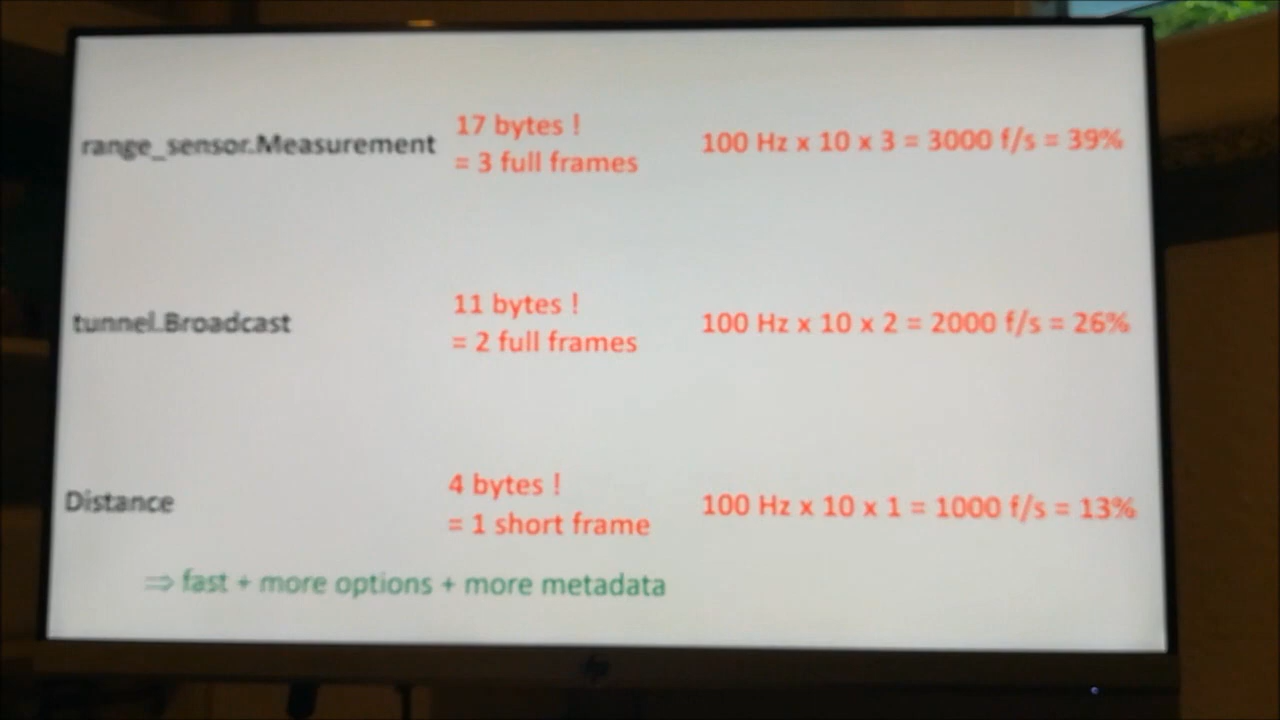 range_sensor.Measurement
17 bytes !
= 3 full frames
100 Hz x 10 x 3 = 3000 f/s = 39%
tunnel.Broadcast
11 bytes !
= 2 full frames
100 Hz x 10 x 2 = 2000 f/s = 26%
Distance
4 bytes !
= 1 short frame
100 Hz x 10 x 1 = 1000 f/s = 13%
⇒ fast + more options + more metadata
hp